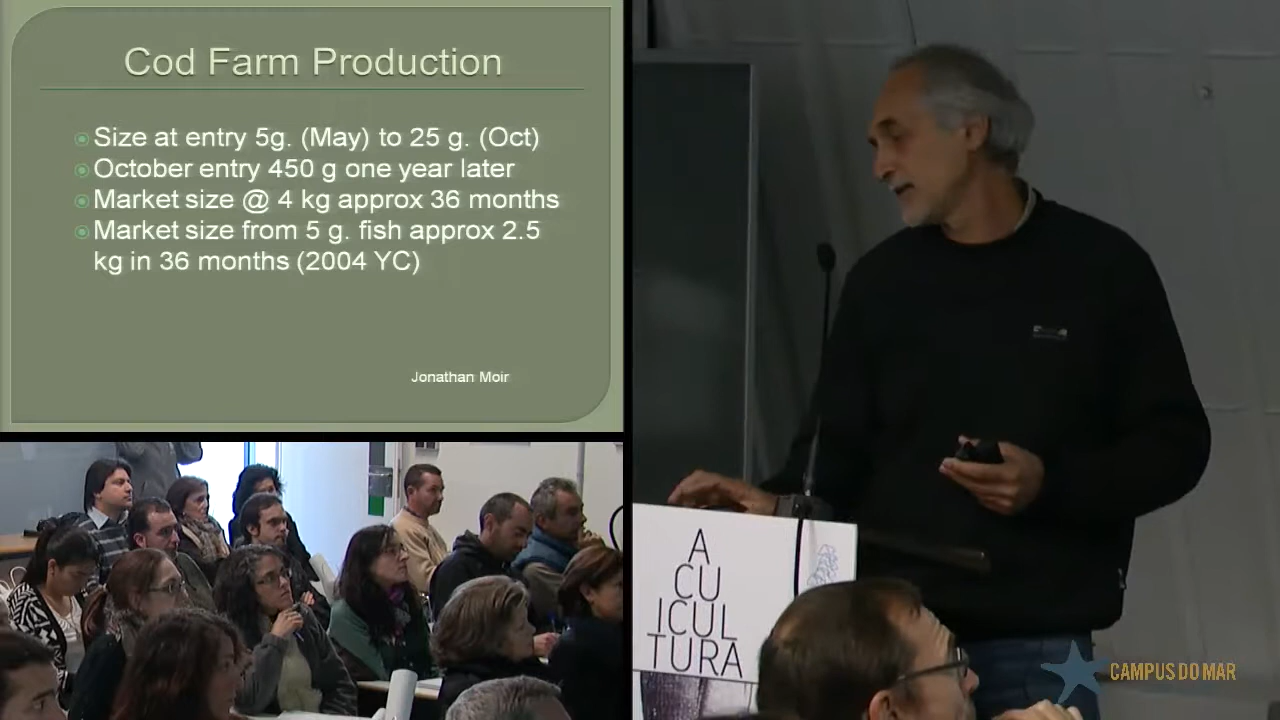 Cod Farm Production
Size at entry 5g. (May) to 25 g. (Oct)
October entry 450 g one year later
Market size @ 4 kg approx 36 months
Market size from 5 g. fish approx 2.5
kg in 36 months (2004 YC)
Jonathan Moir
A
CU
ICUL
TURA
CAMPUS DO MAR